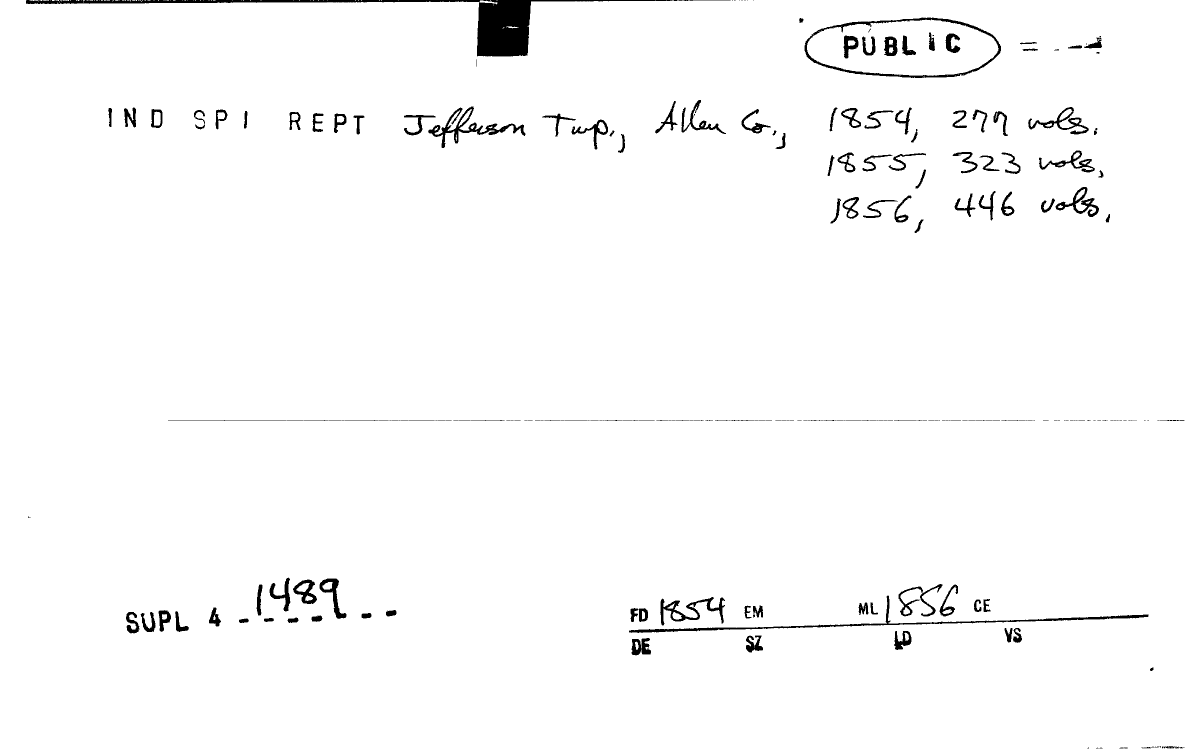 PUBLIC =
IND SPI REPT Jefferson Twp., Allen Co., 1854, 277 vols.
1855, 323 vols.
1856, 446 vols.
SUPL 4 1489
FD 1854 EM ML 1856 CE
DE SZ LD VS